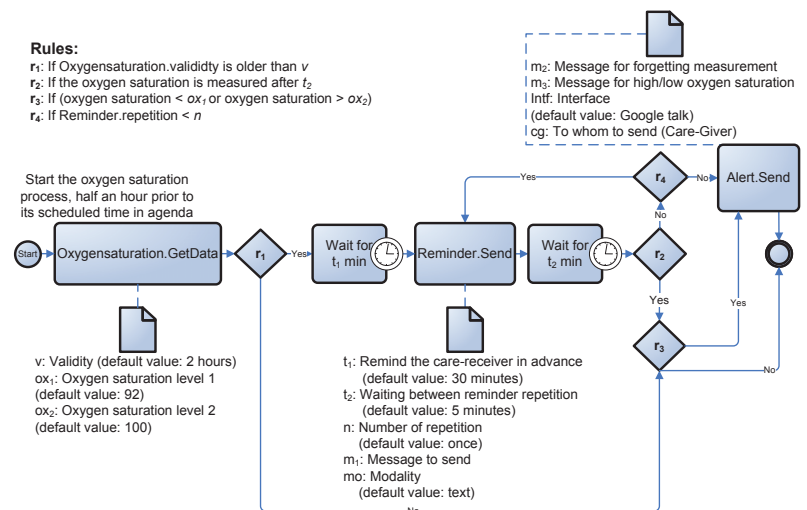 Rules:
r1: If Oxygensaturation.valididty is older than v
r2: If the oxygen saturation is measured after t2
r3: If (oxygen saturation < ox1 or oxygen saturation > ox2)
r4: If Reminder.repetition < n
m2: Message for forgetting measurement
m3: Message for high/low oxygen saturation
Intf: Interface
(default value: Google talk)
cg: To whom to send (Care-Giver)
Start the oxygen saturation
process, half an hour prior to
its scheduled time in agenda
Start
Oxygensaturation.GetData
r1
Yes
Wait for
t1 min
Reminder.Send
Wait for
t2 min
r2
No
r4
Yes
No
Alert.Send
Yes
r3
Yes
No
v: Validity (default value: 2 hours)
ox1: Oxygen saturation level 1
(default value: 92)
ox2: Oxygen saturation level 2
(default value: 100)
t1: Remind the care-receiver in advance
(default value: 30 minutes)
t2: Waiting between reminder repetition
(default value: 5 minutes)
n: Number of repetition
(default value: once)
m1: Message to send
mo: Modality
(default value: text)
No